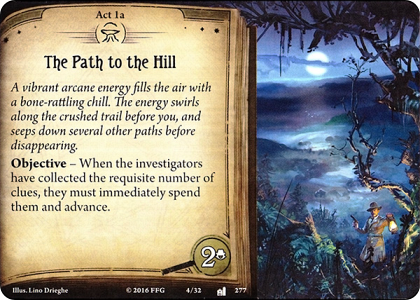 Act 1a
The Path to the Hill
A vibrant arcane energy fills the air with
a bone-rattling chill. The energy swirls
along the crushed trail before you, and
seeps down several other paths before
disappearing.
Objective – When the investigators
have collected the requisite number of
clues, they must immediately spend
them and advance.
2
Illus. Lino Drieghe © 2016 FFG 4/32 277